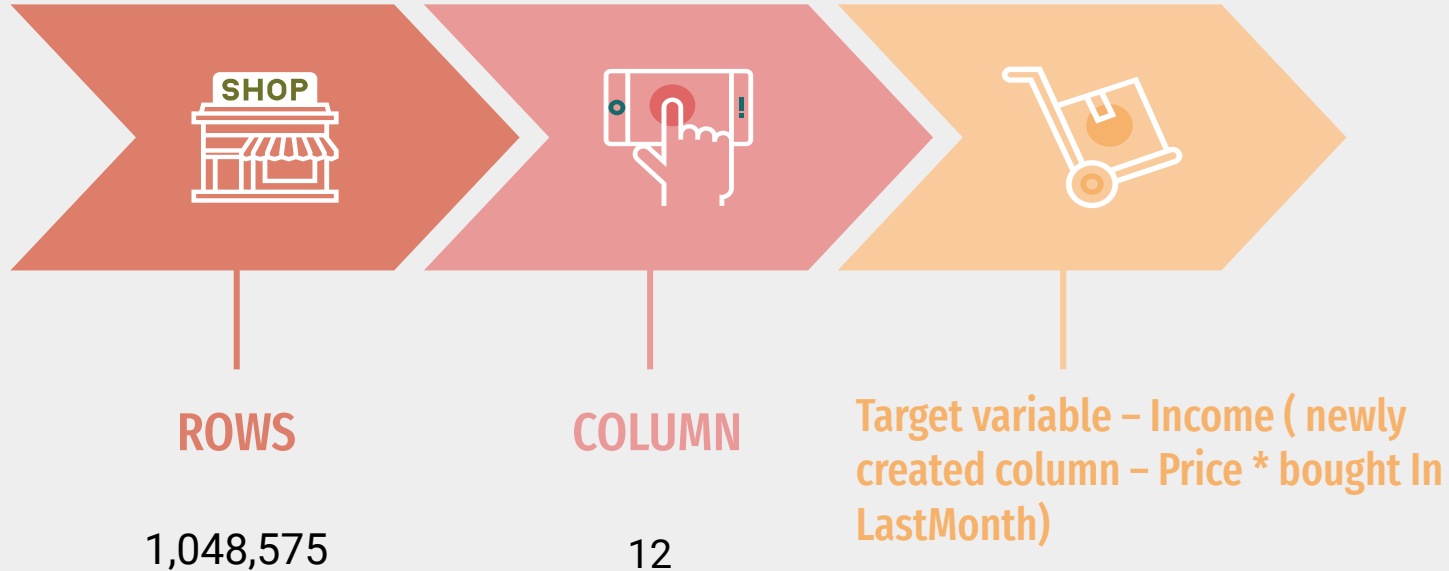 SHOP
ROWS
COLUMN
Target variable – Income ( newly
created column – Price * bought In
LastMonth)
1,048,575
12